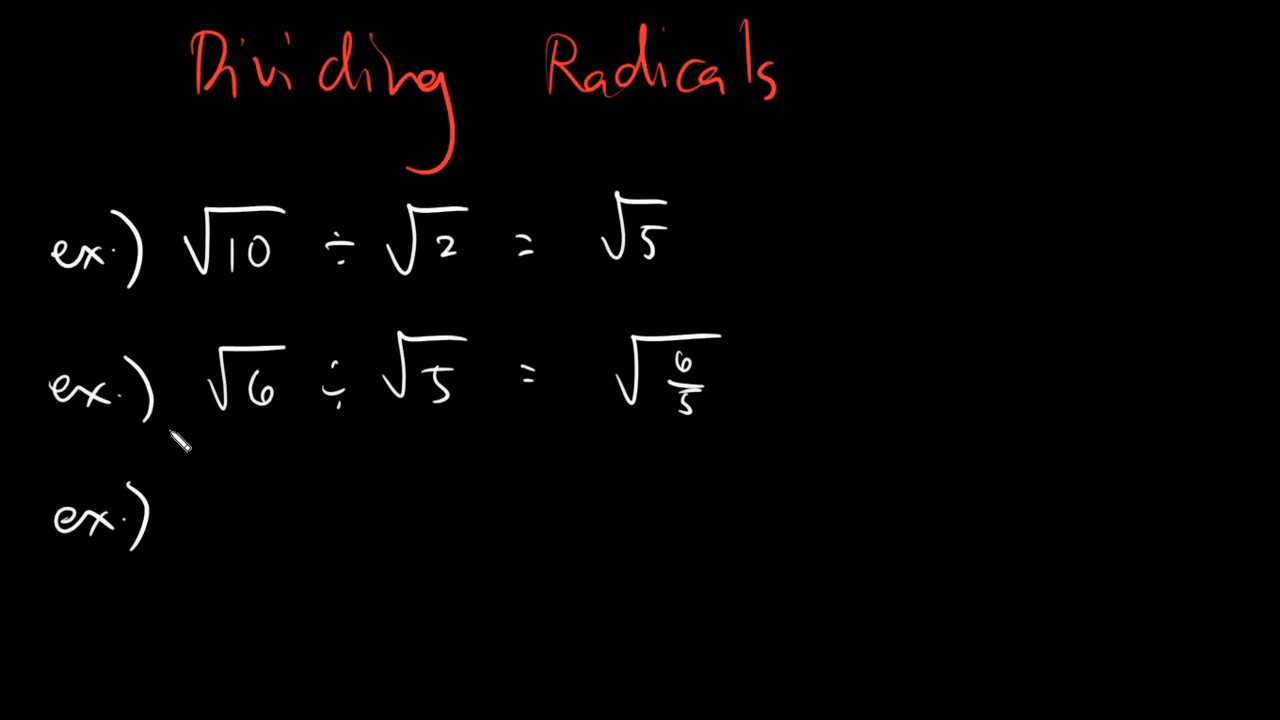 Dividing Radicals
ex.) √10 ÷ √2 = √5
ex.) √6 ÷ √5 = √(6/5)
ex.)